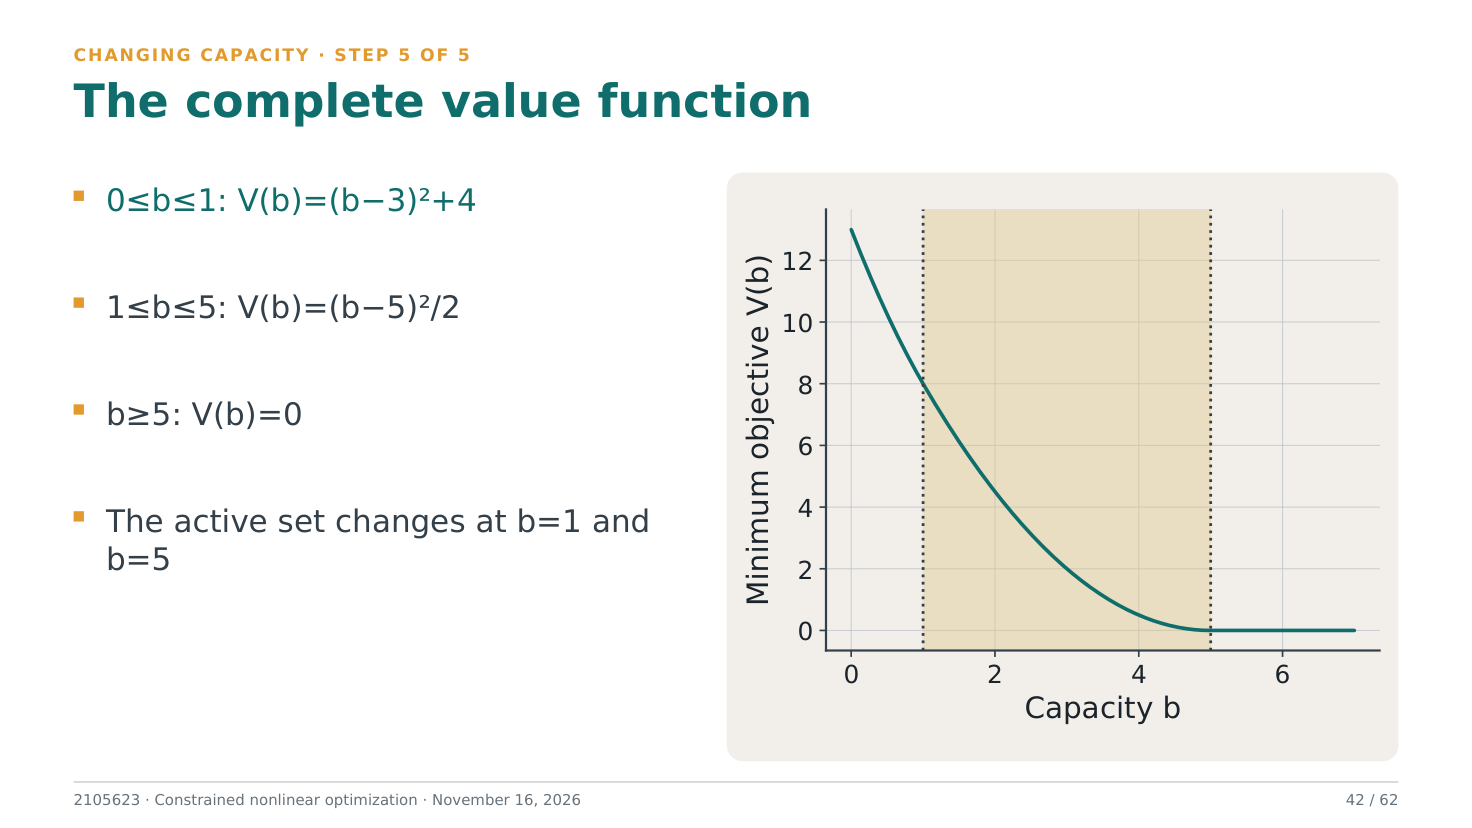 CHANGING CAPACITY · STEP 5 OF 5
The complete value function
0≤b≤1: V(b)=(b−3)²+4
1≤b≤5: V(b)=(b−5)²/2
b≥5: V(b)=0
The active set changes at b=1 and
b=5
Minimum objective V(b)
12
10
8
6
4
2
0
0 2 4 6
Capacity b
2105623 · Constrained nonlinear optimization · November 16, 2026
42 / 62